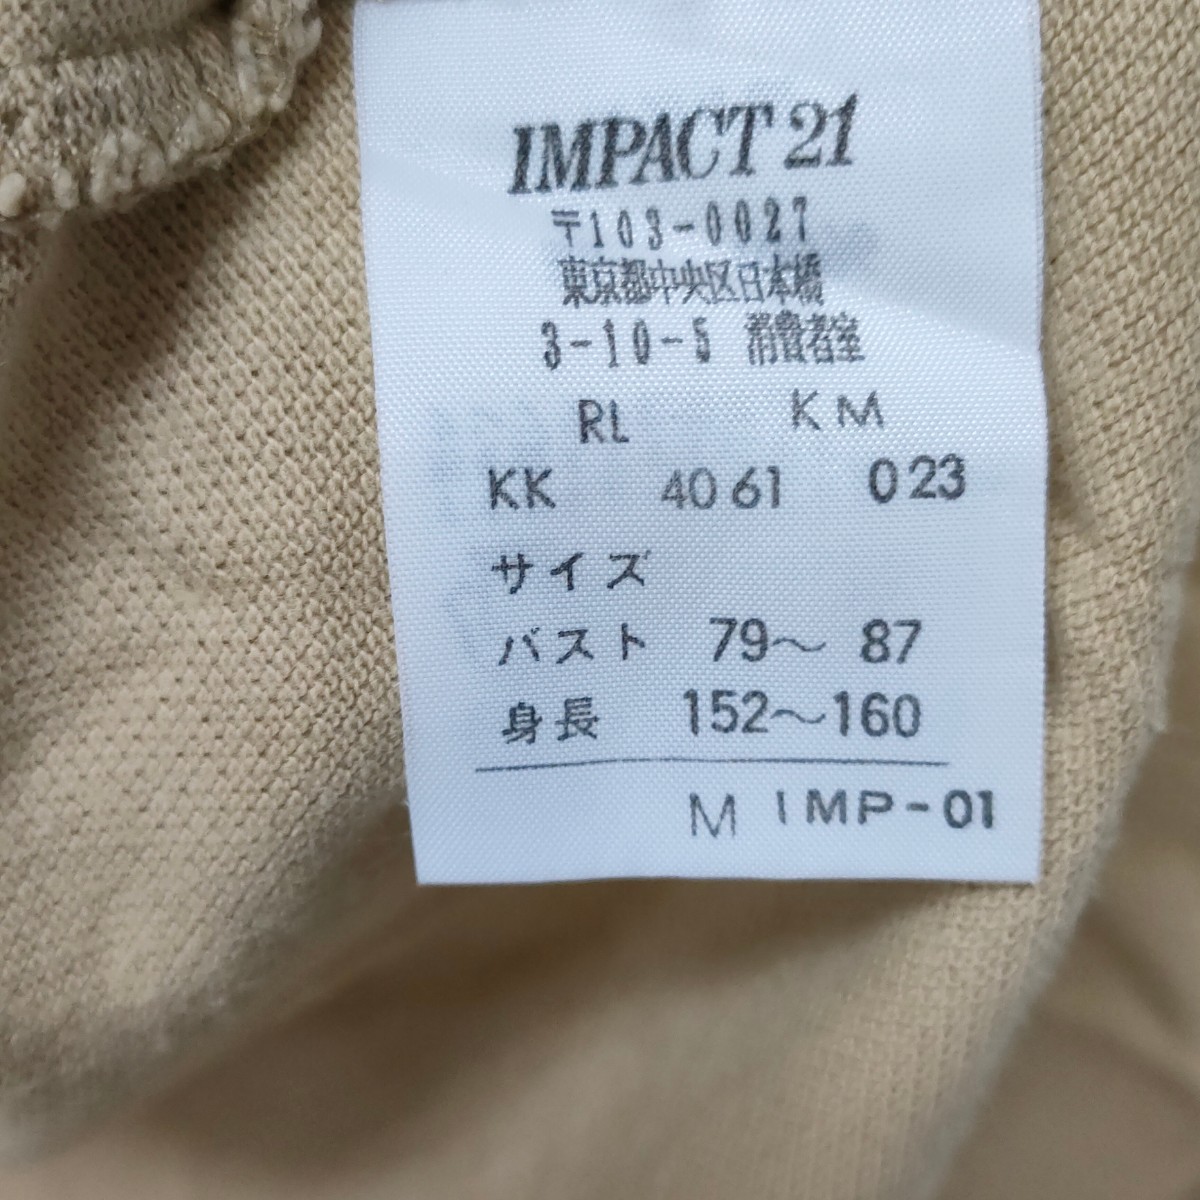 IMPACT 21
〒103-0027
東京都中央区日本橋
3-10-5 消費者室
RL KM
KK 4061 023
サイズ
バスト 79〜 87
身長 152〜160
M IMP-01